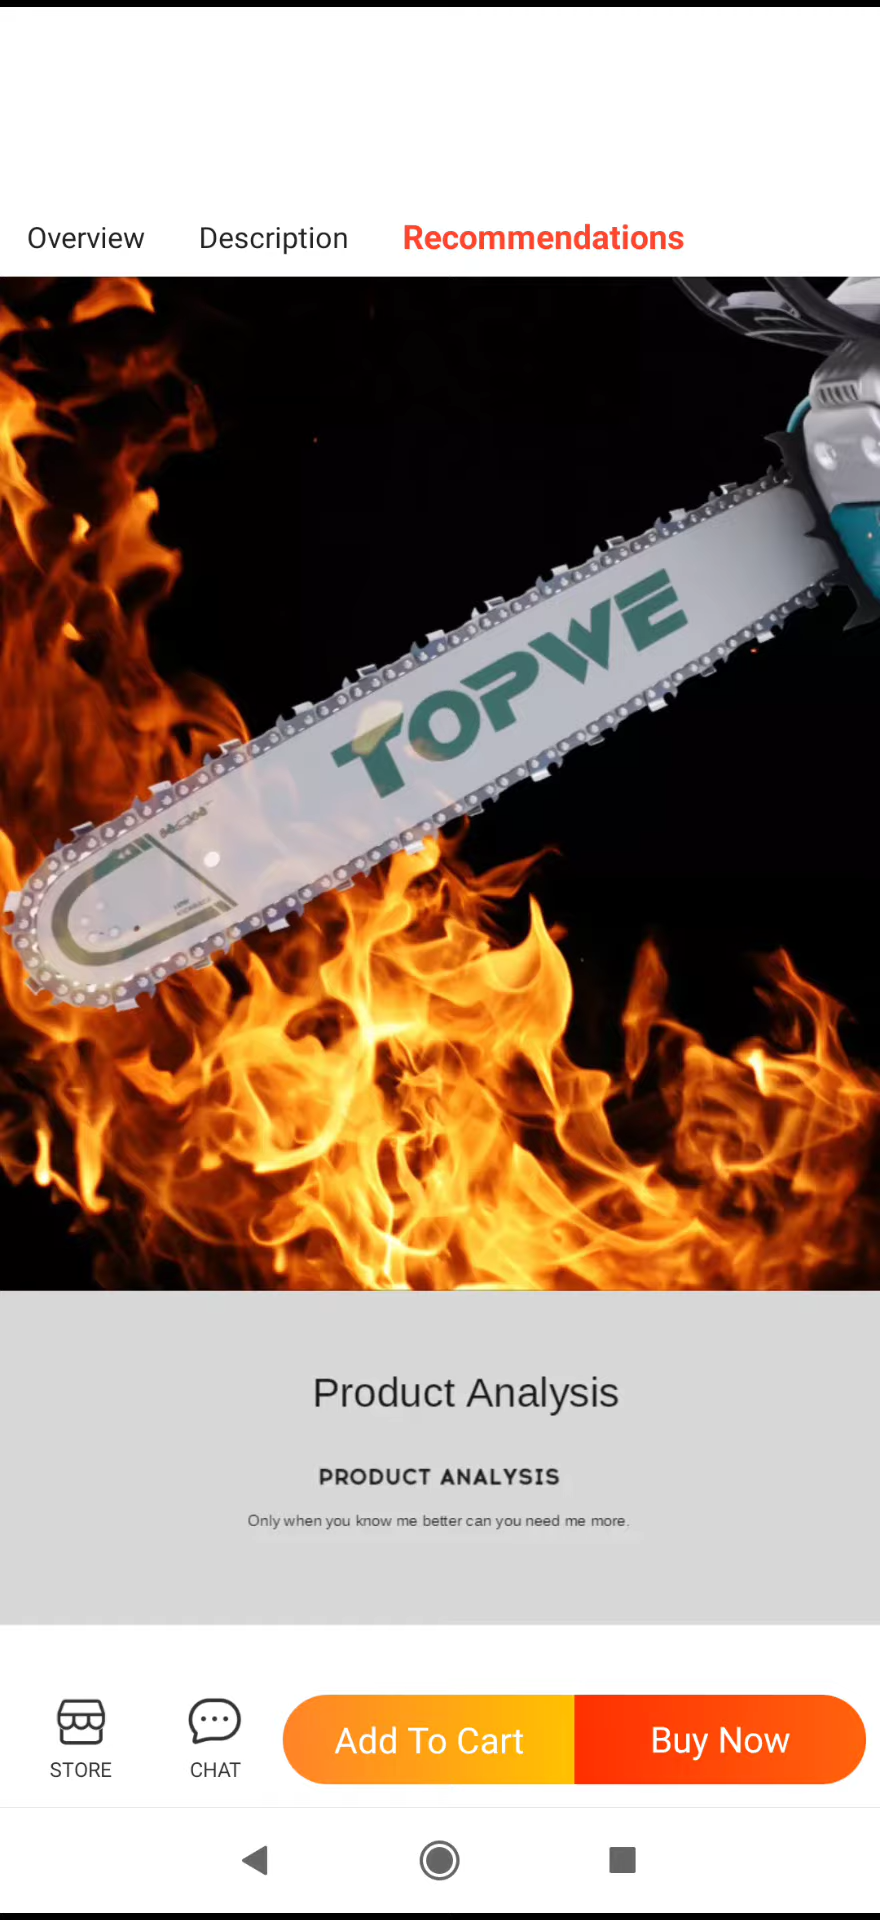 Overview Description Recommendations
TOPWE
Product Analysis
PRODUCT ANALYSIS
Only when you know me better can you need me more.
STORE
CHAT
Add To Cart
Buy Now